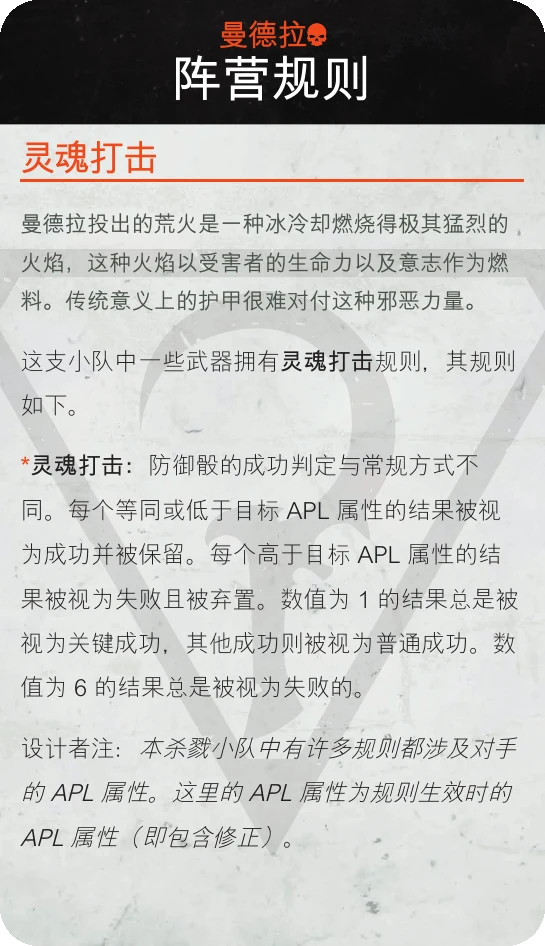 曼德拉
阵营规则
灵魂打击
曼德拉投出的荒火是一种冰冷却燃烧得极其猛烈的
火焰，这种火焰以受害者的生命力以及意志作为燃
料。传统意义上的护甲很难对付这种邪恶力量。
这支小队中一些武器拥有灵魂打击规则，其规则
如下。
*灵魂打击：防御骰的成功判定与常规方式不
同。每个等同或低于目标 APL 属性的结果被视
为成功并被保留。每个高于目标 APL 属性的结
果被视为失败且被弃置。数值为 1 的结果总是被
视为关键成功，其他成功则被视为普通成功。数
值为 6 的结果总是被视为失败的。
设计者注：本杀戮小队中有许多规则都涉及对手
的 APL 属性。这里的 APL 属性为规则生效时的
APL 属性（即包含修正）。